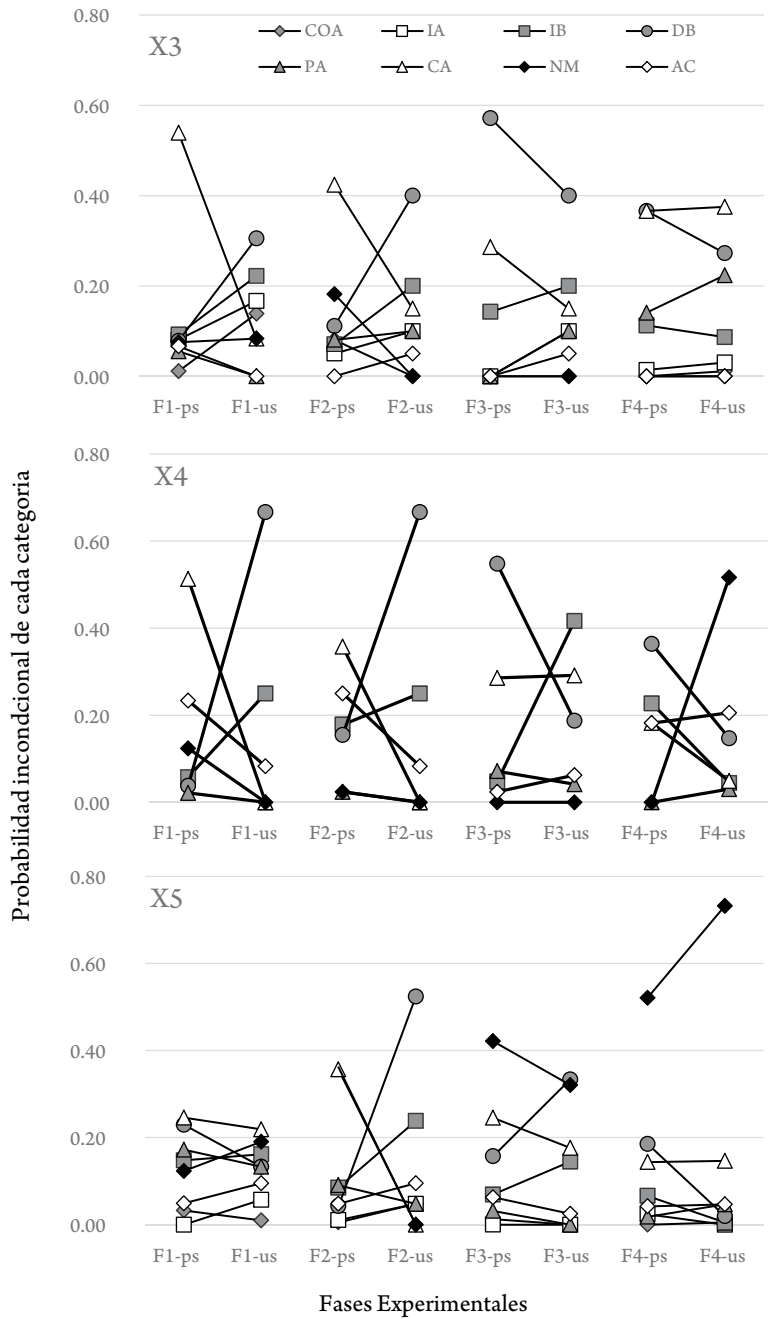 0.80
X3
COA IA IB DB
PA CA NM AC
0.60
0.40
0.20
0.00
F1-ps F1-us F2-ps F2-us F3-ps F3-us F4-ps F4-us
Probabilidad incondcional de cada categoria
0.80
X4
0.60
0.40
0.20
0.00
F1-ps F1-us F2-ps F2-us F3-ps F3-us F4-ps F4-us
0.80
X5
0.60
0.40
0.20
0.00
F1-ps F1-us F2-ps F2-us F3-ps F3-us F4-ps F4-us
Fases Experimentales